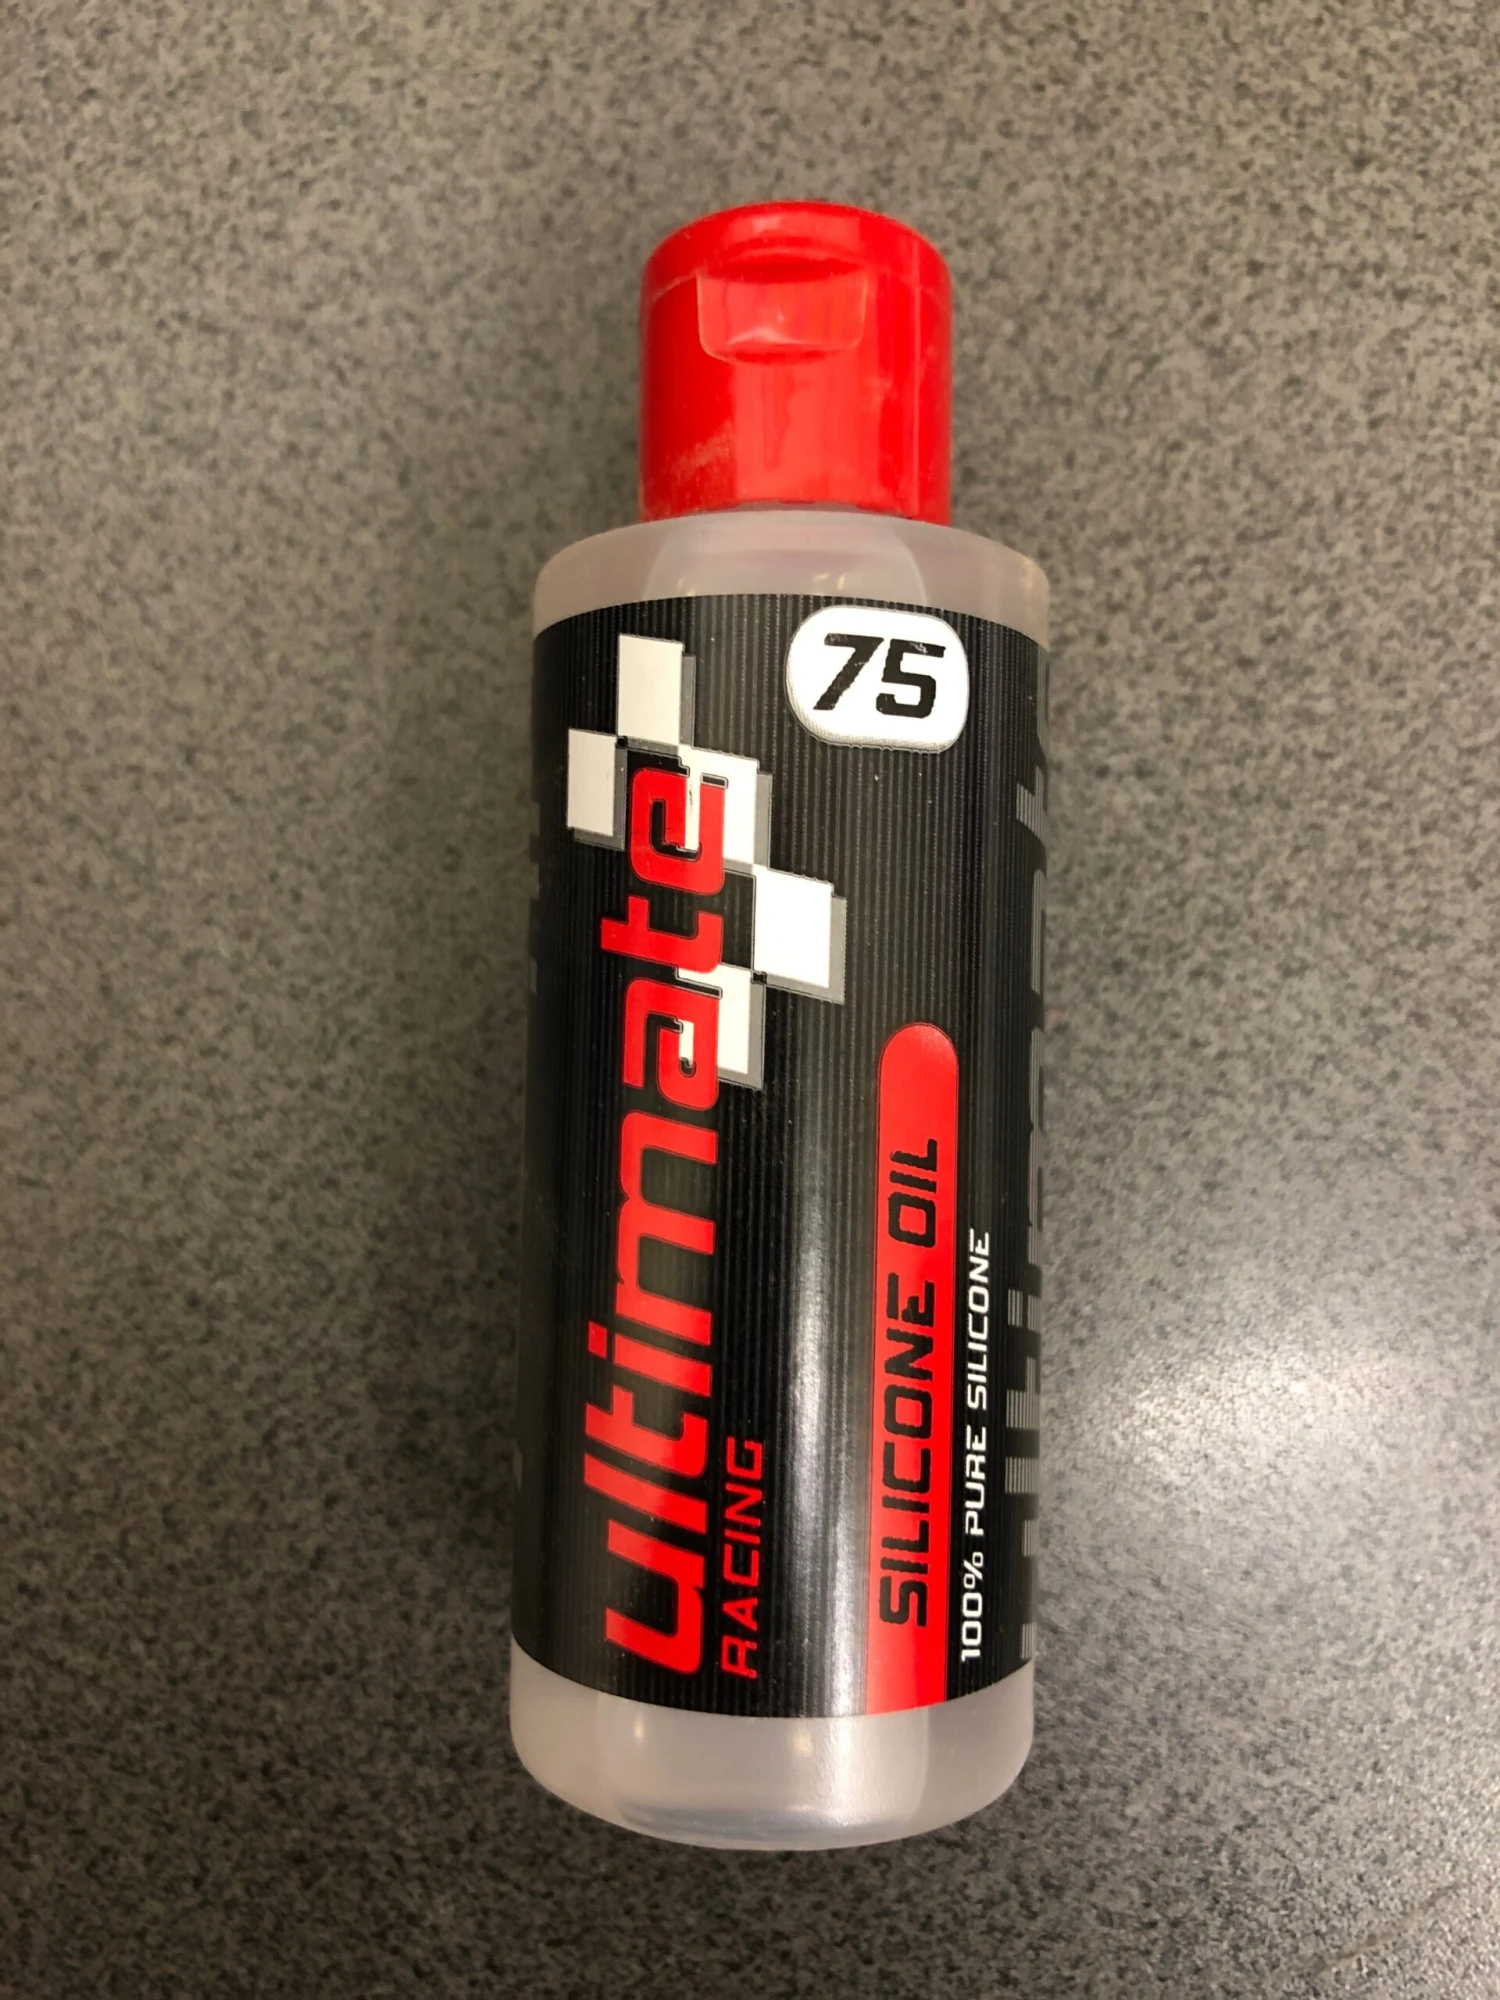 75
ultimate
RACING
SILICONE OIL
100% PURE SILICONE